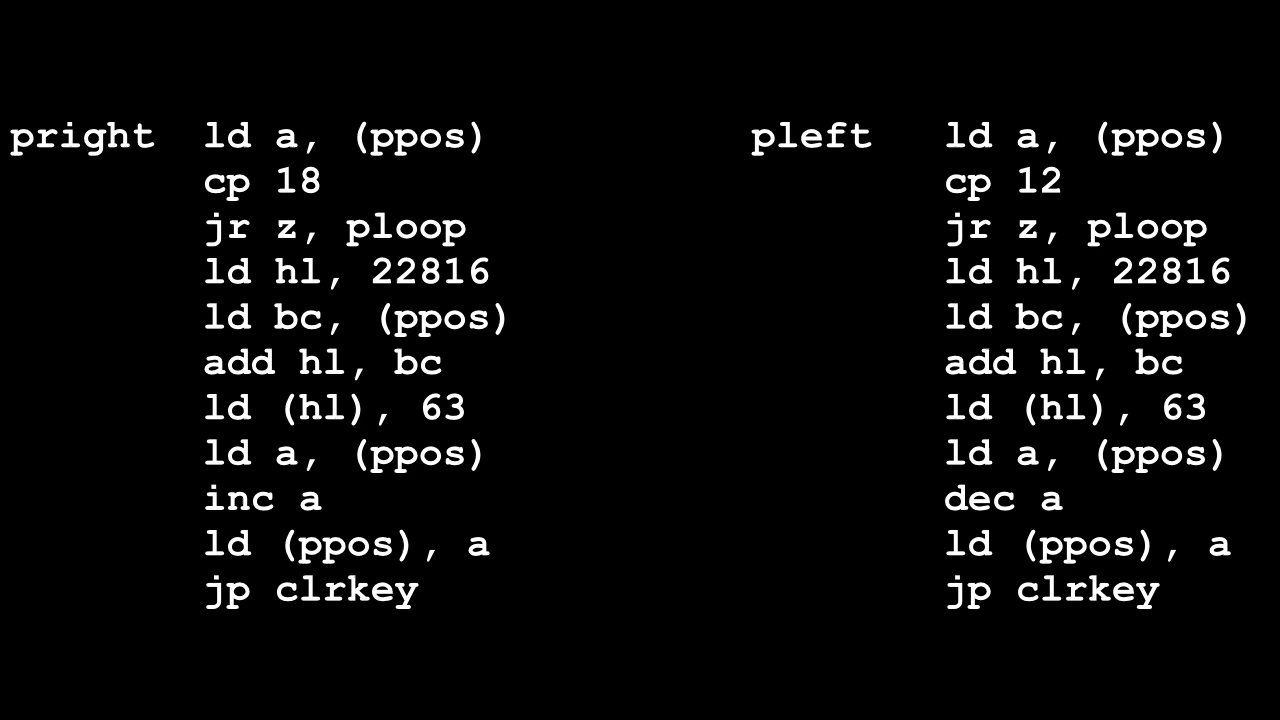 pright  ld a, (ppos)
        cp 18
        jr z, ploop
        ld hl, 22816
        ld bc, (ppos)
        add hl, bc
        ld (hl), 63
        ld a, (ppos)
        inc a
        ld (ppos), a
        jp clrkey
pleft   ld a, (ppos)
        cp 12
        jr z, ploop
        ld hl, 22816
        ld bc, (ppos)
        add hl, bc
        ld (hl), 63
        ld a, (ppos)
        dec a
        ld (ppos), a
        jp clrkey